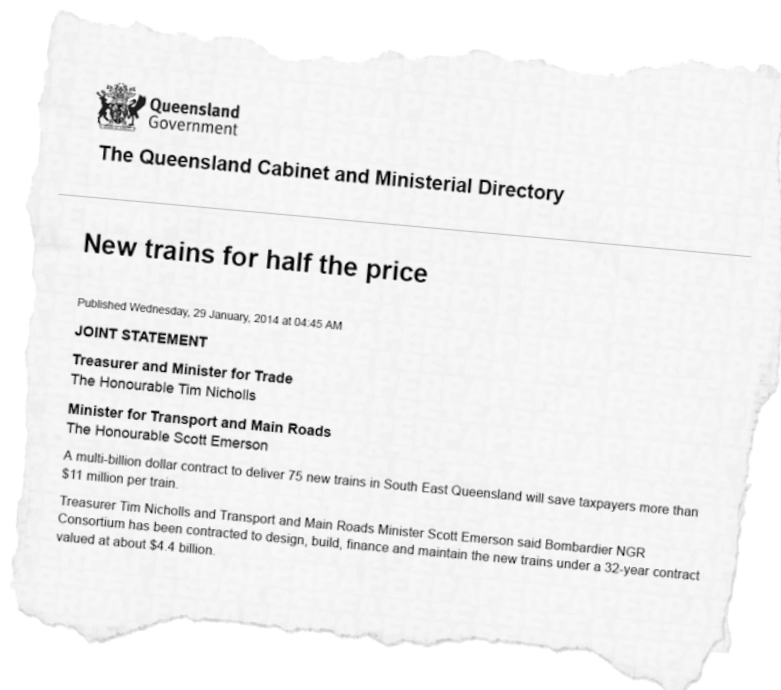 Queensland
Government
The Queensland Cabinet and Ministerial Directory
New trains for half the price
Published Wednesday, 29 January, 2014 at 04:45 AM
JOINT STATEMENT
Treasurer and Minister for Trade
The Honourable Tim Nicholls
Minister for Transport and Main Roads
The Honourable Scott Emerson
A multi-billion dollar contract to deliver 75 new trains in South East Queensland will save taxpayers more than
$11 million per train.
Treasurer Tim Nicholls and Transport and Main Roads Minister Scott Emerson said Bombardier NGR
Consortium has been contracted to design, build, finance and maintain the new trains under a 32-year contract
valued at about $4.4 billion.